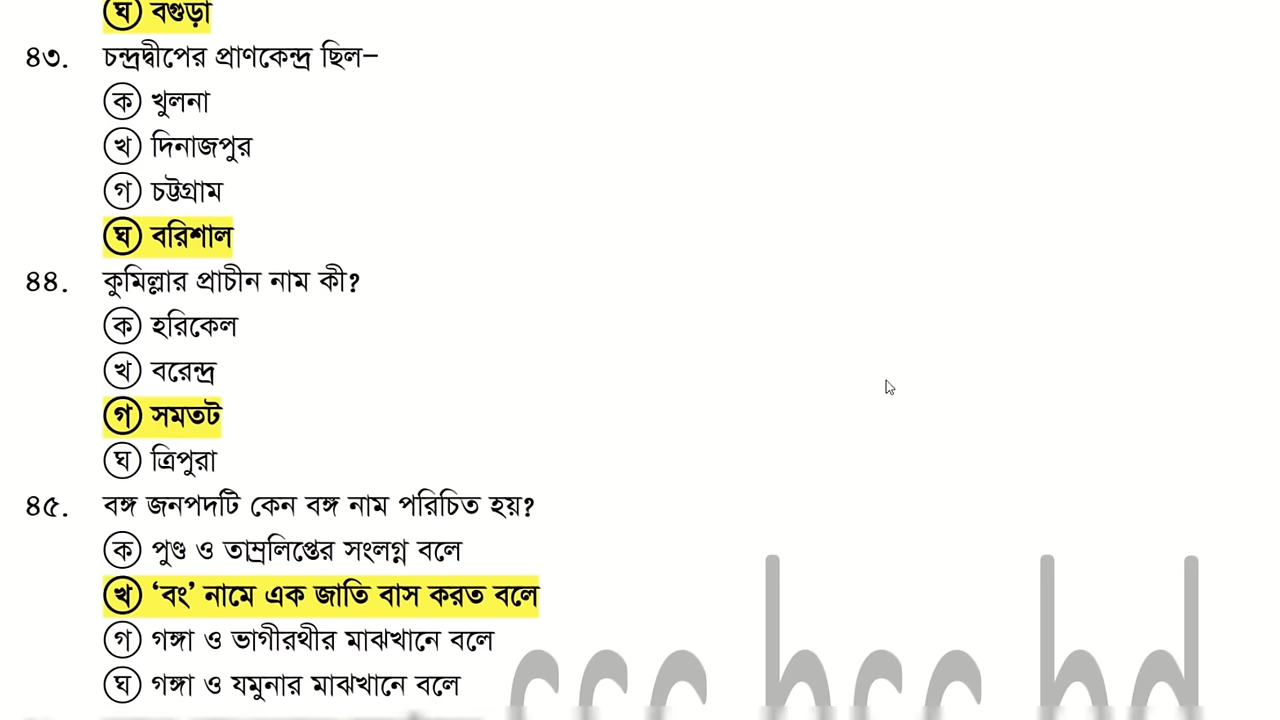 ঘ বগুড়া
৪৩. চন্দ্রদ্বীপের প্রাণকেন্দ্র ছিল–
ক খুলনা
খ দিনাজপুর
গ চট্টগ্রাম
ঘ বরিশাল
৪৪. কুমিল্লার প্রাচীন নাম কী?
ক হরিকেল
খ বরেন্দ্র
গ সমতট
ঘ ত্রিপুরা
৪৫. বঙ্গ জনপদটি কেন বঙ্গ নাম পরিচিত হয়?
ক পুণ্ড্র ও তাম্রলিপ্তের সংলগ্ন বলে
খ ‘বং’ নামে এক জাতি বাস করত বলে
গ গঙ্গা ও ভাগীরথীর মাঝখানে বলে
ঘ গঙ্গা ও যমুনার মাঝখানে বলে